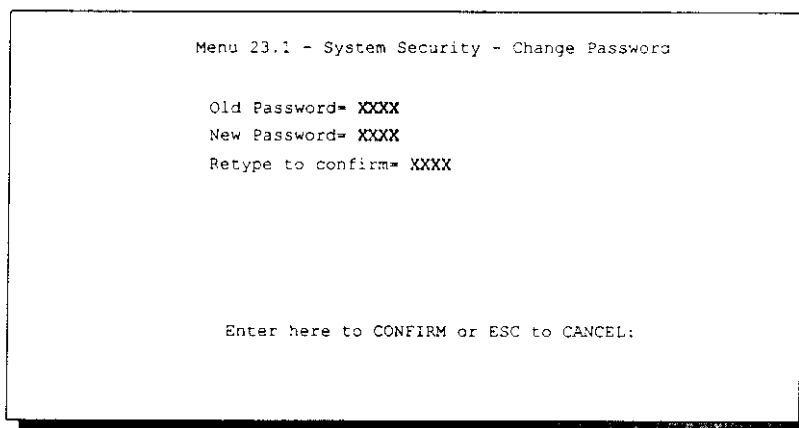 Menu 23.1 - System Security - Change Password
Old Password= XXXX
New Password= XXXX
Retype to confirm= XXXX
Enter here to CONFIRM or ESC to CANCEL: